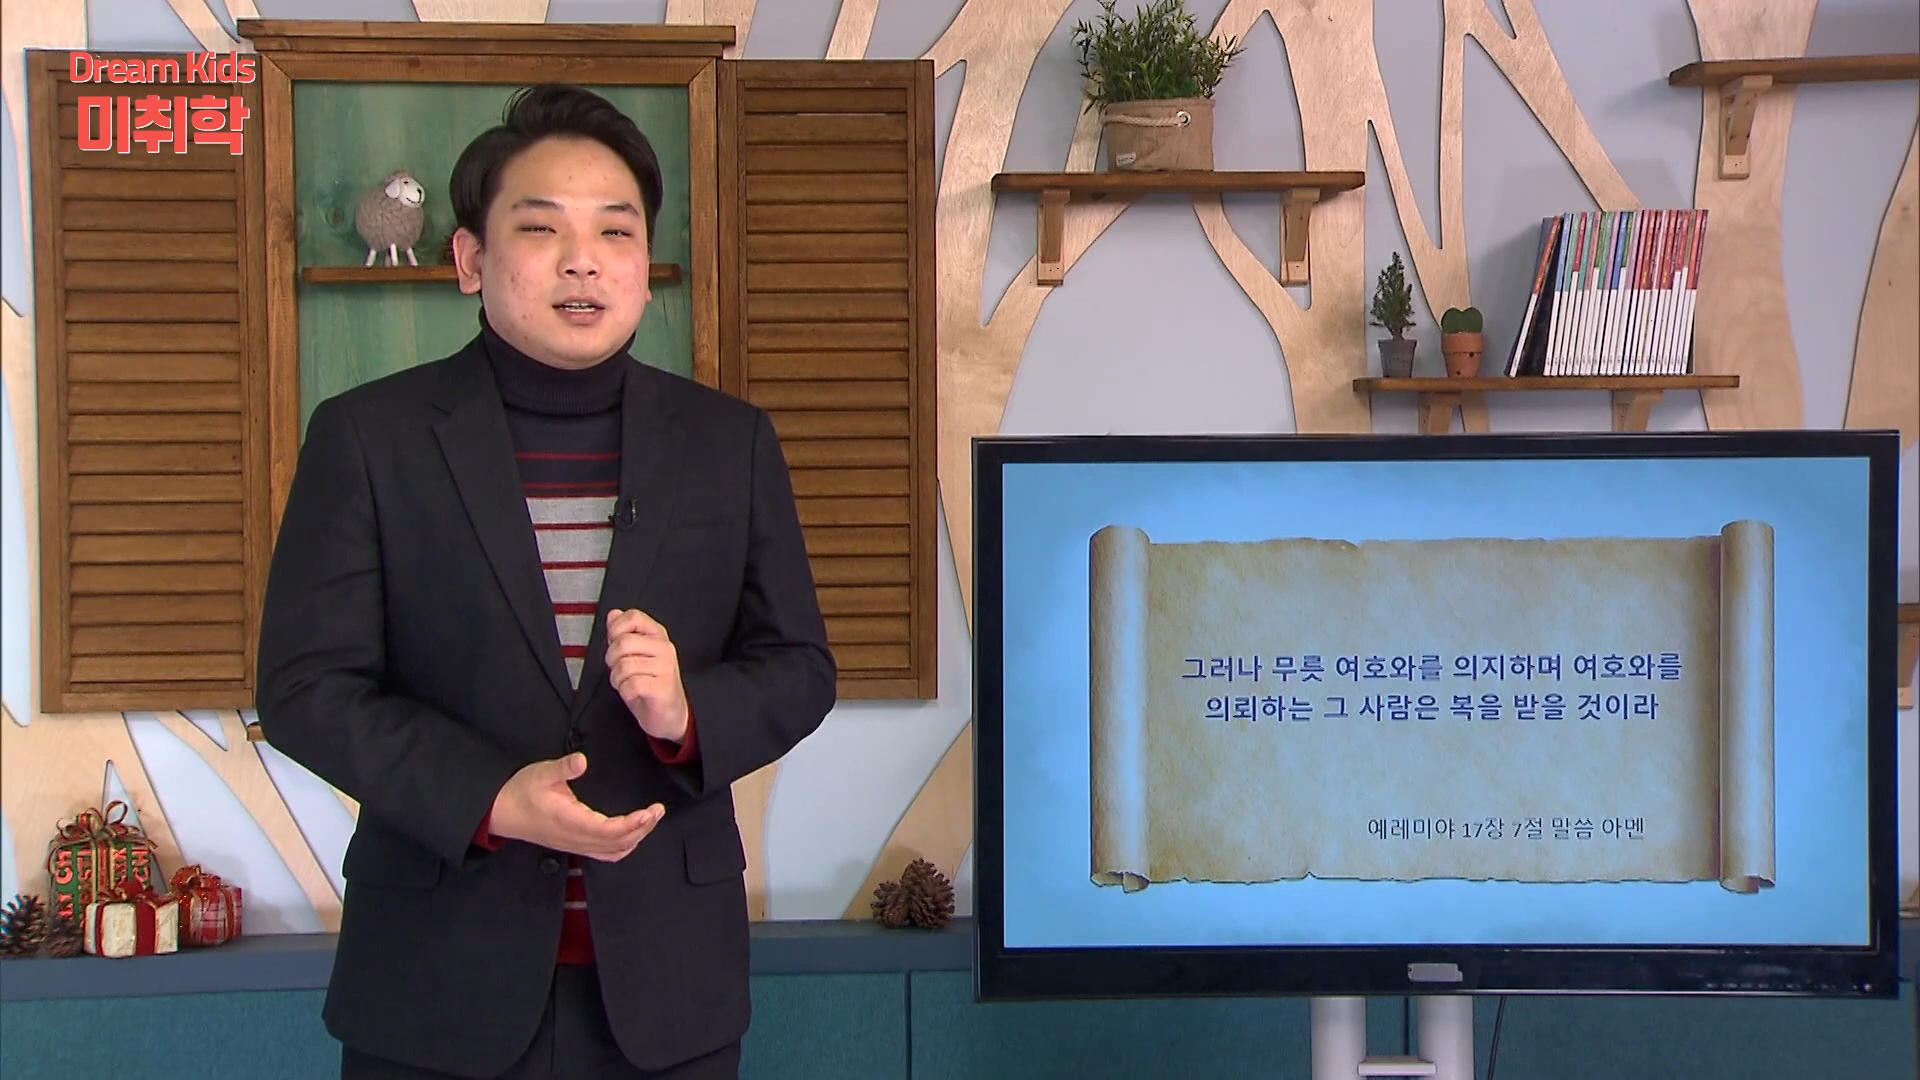 Dream Kids
미취학
그러나 무릇 여호와를 의지하며 여호와를
의뢰하는 그 사람은 복을 받을 것이라
예레미야 17장 7절 말씀 아멘